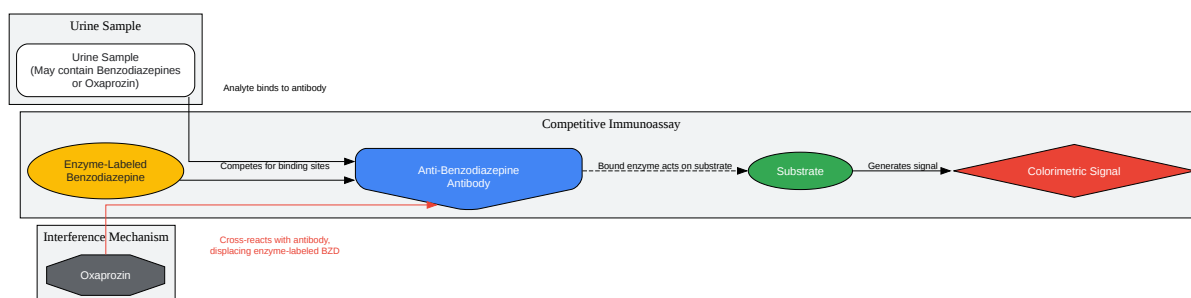 Urine Sample
Urine Sample
(May contain Benzodiazepines
or Oxaprozin)
Analyte binds to antibody
Competitive Immunoassay
Enzyme-Labeled
Benzodiazepine
Competes for binding sites
Anti-Benzodiazepine
Antibody
Bound enzyme acts on substrate
Substrate
Generates signal
Colorimetric Signal
Interference Mechanism
Cross-reacts with antibody,
displacing enzyme-labeled BZD
Oxaprozin